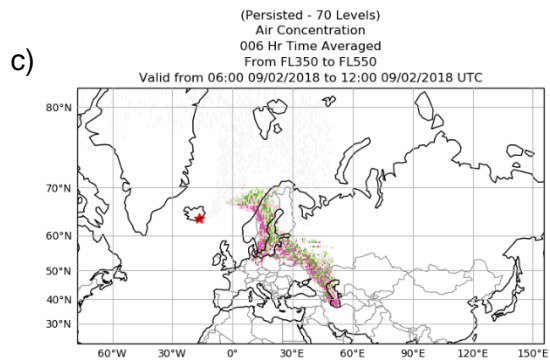 (Persisted - 70 Levels)
Air Concentration
006 Hr Time Averaged
From FL350 to FL550
Valid from 06:00 09/02/2018 to 12:00 09/02/2018 UTC
c)
80°N
70°N
60°N
50°N
40°N
30°N
60°W 30°W 0° 30°E 60°E 90°E 120°E 150°E